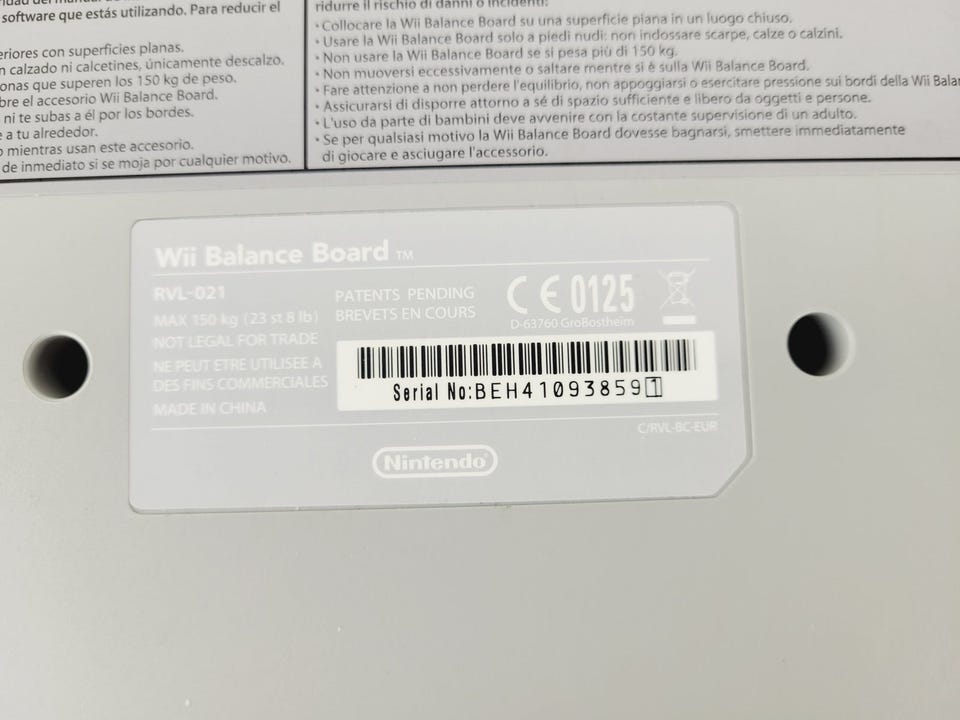 software que estás utilizando. Para reducir el
eriores con superficies planas.
n calzado ni calcetines, únicamente descalzo.
onas que superen los 150 kg de peso.
bre el accesorio Wii Balance Board.
ni te subas a él por los bordes.
a tu alrededor.
o mientras usan este accesorio.
de inmediato si se moja por cualquier motivo.
ridurre il rischio di danni o incidenti:
• Collocare la Wii Balance Board su una superficie piana in un luogo chiuso.
• Usare la Wii Balance Board solo a piedi nudi: non indossare scarpe, calze o calzini.
• Non usare la Wii Balance Board se si pesa più di 150 kg.
• Non muoversi eccessivamente o saltare mentre si è sulla Wii Balance Board.
• Fare attenzione a non perdere l'equilibrio, non appoggiarsi o esercitare pressione sui bordi della Wii Balan
• Assicurarsi di disporre attorno a sé di spazio sufficiente e libero da oggetti e persone.
• L'uso da parte di bambini deve avvenire con la costante supervisione di un adulto.
• Se per qualsiasi motivo la Wii Balance Board dovesse bagnarsi, smettere immediatamente
di giocare e asciugare l'accessorio.
Wii Balance Board TM
RVL-021
MAX 150 kg (23 st 8 lb)
NOT LEGAL FOR TRADE
NE PEUT ETRE UTILISEE A
DES FINS COMMERCIALES
MADE IN CHINA
PATENTS PENDING
BREVETS EN COURS
CE 0125
D-63760 Großostheim
Serial No:BEH410938591
C/RVL-BC-EUR
Nintendo